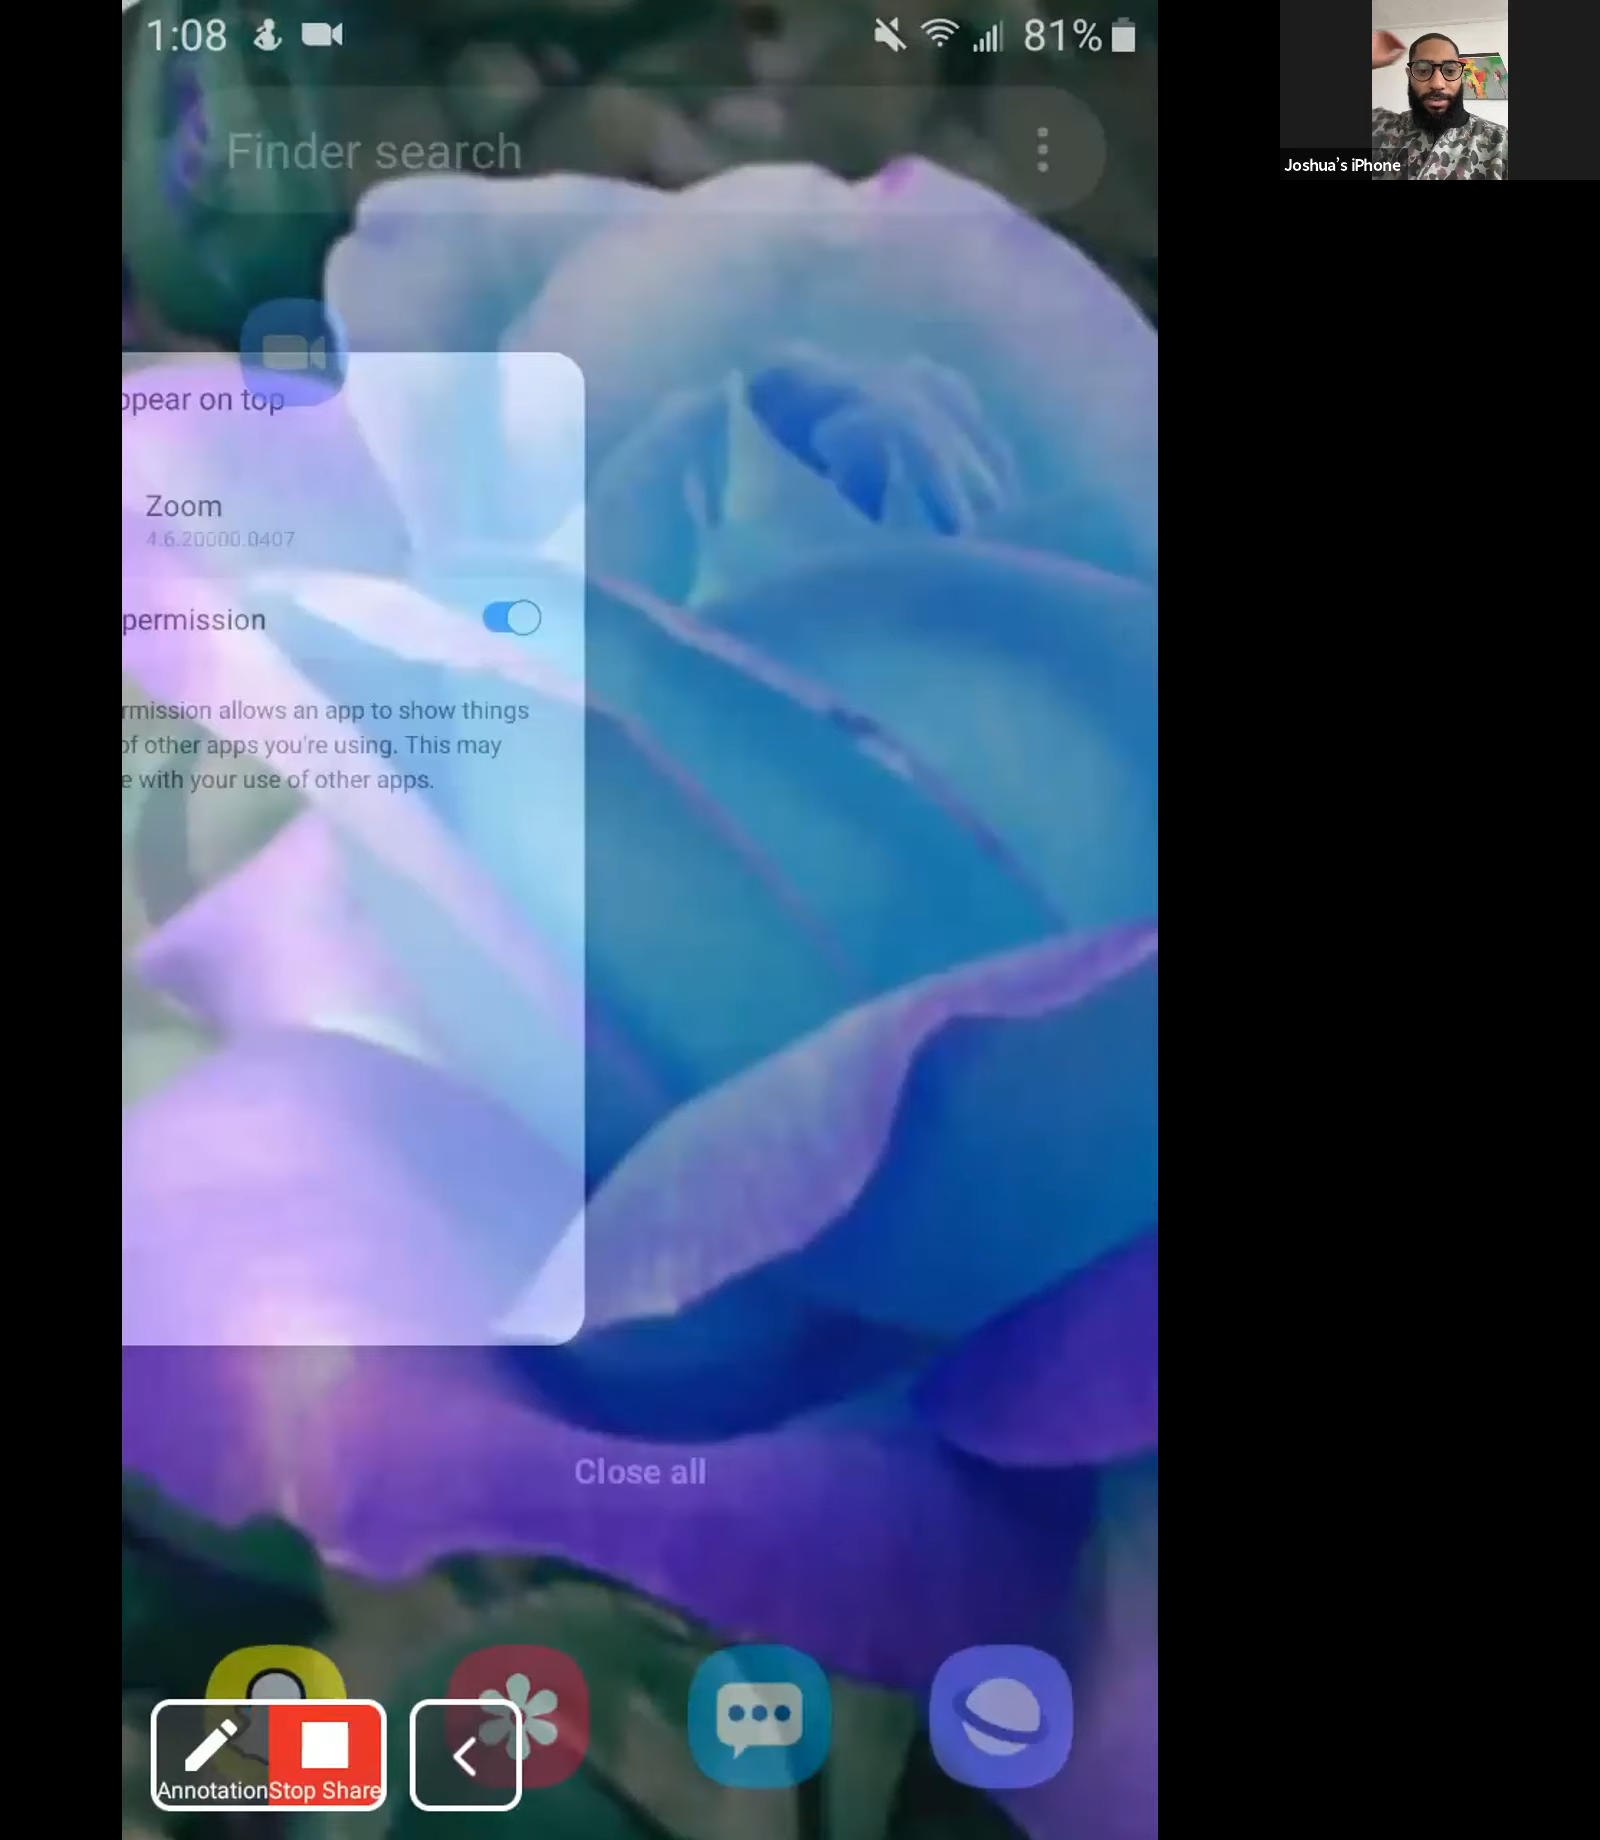 1:08
81%
Finder search
Joshua's iPhone
ppear on top
Zoom
4.6.20000.0407
permission
rmission allows an app to show things
of other apps you're using. This may
e with your use of other apps.
Close all
Annotation
Stop Share